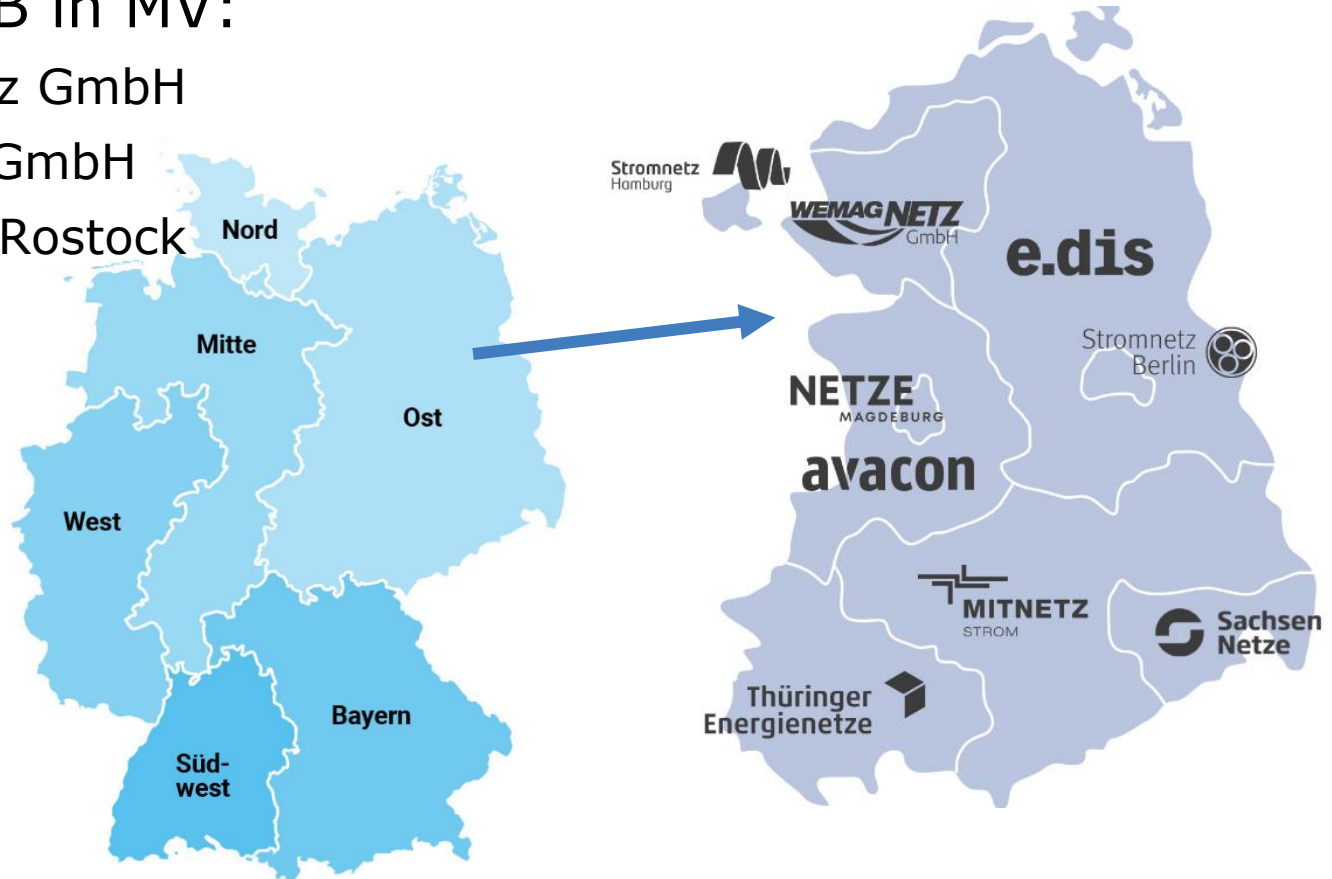 B in MV:
z GmbH
GmbH
Rostock
Nord
Mitte
Ost
West
Bayern
Süd-
west
Stromnetz
Hamburg
WEMAG NETZ
GmbH
e.dis
Stromnetz
Berlin
NETZE
MAGDEBURG
avacon
MITNETZ
STROM
Sachsen
Netze
Thüringer
Energienetze